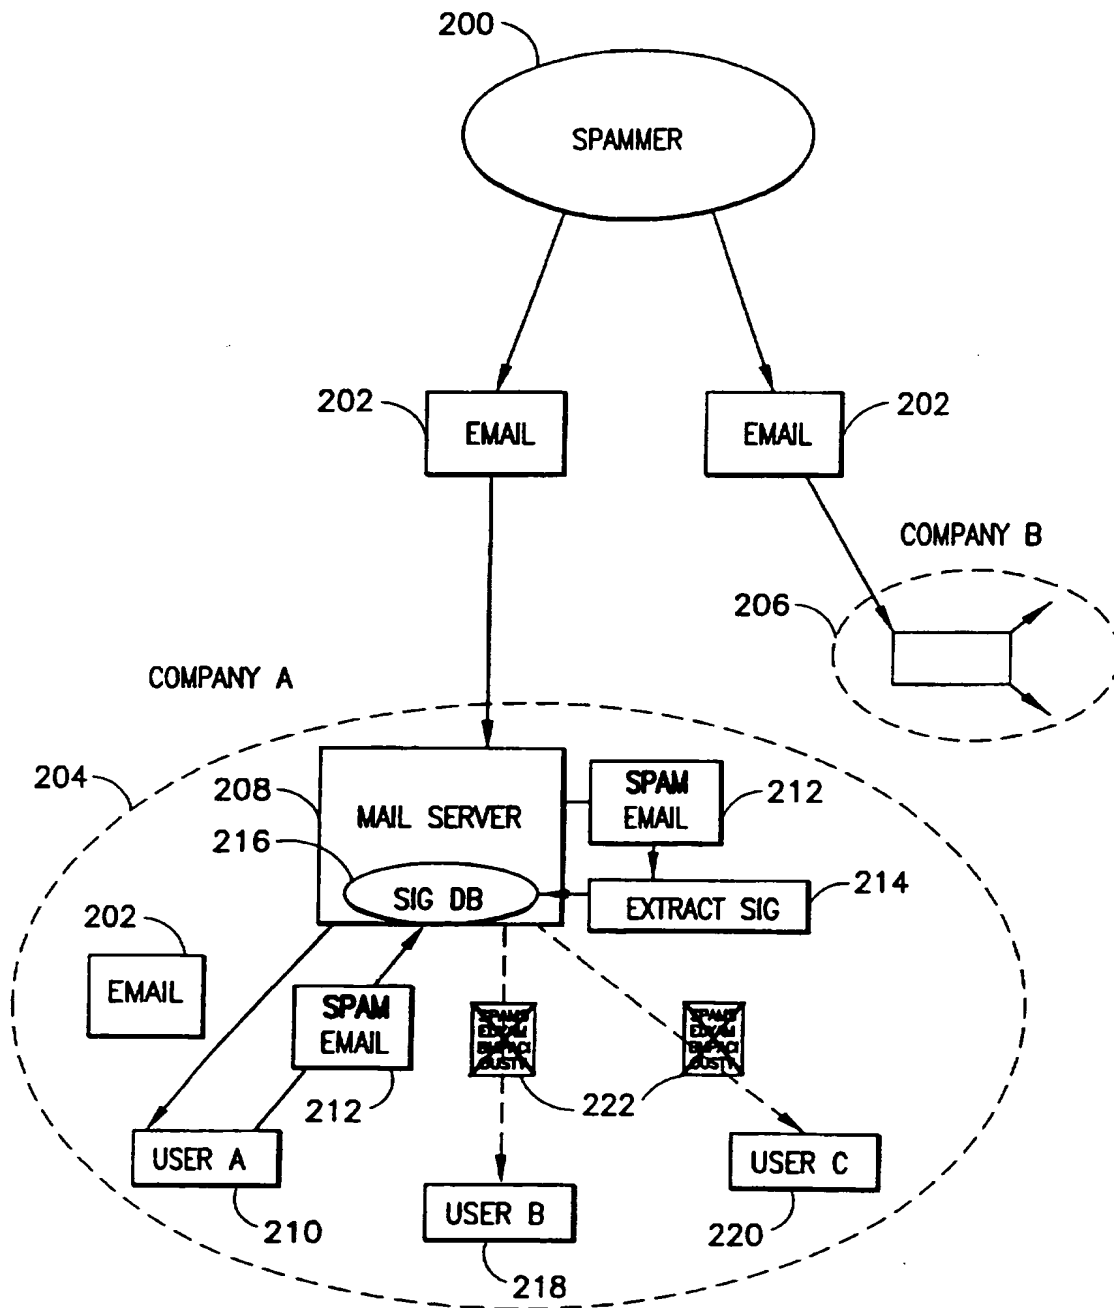 200
SPAMMER
202
EMAIL
EMAIL
202
COMPANY B
206
COMPANY A
204
208
MAIL SERVER
SPAM
EMAIL
212
216
SIG DB
EXTRACT SIG
214
202
EMAIL
SPAM
EMAIL
212
222
USER A
210
USER B
218
USER C
220